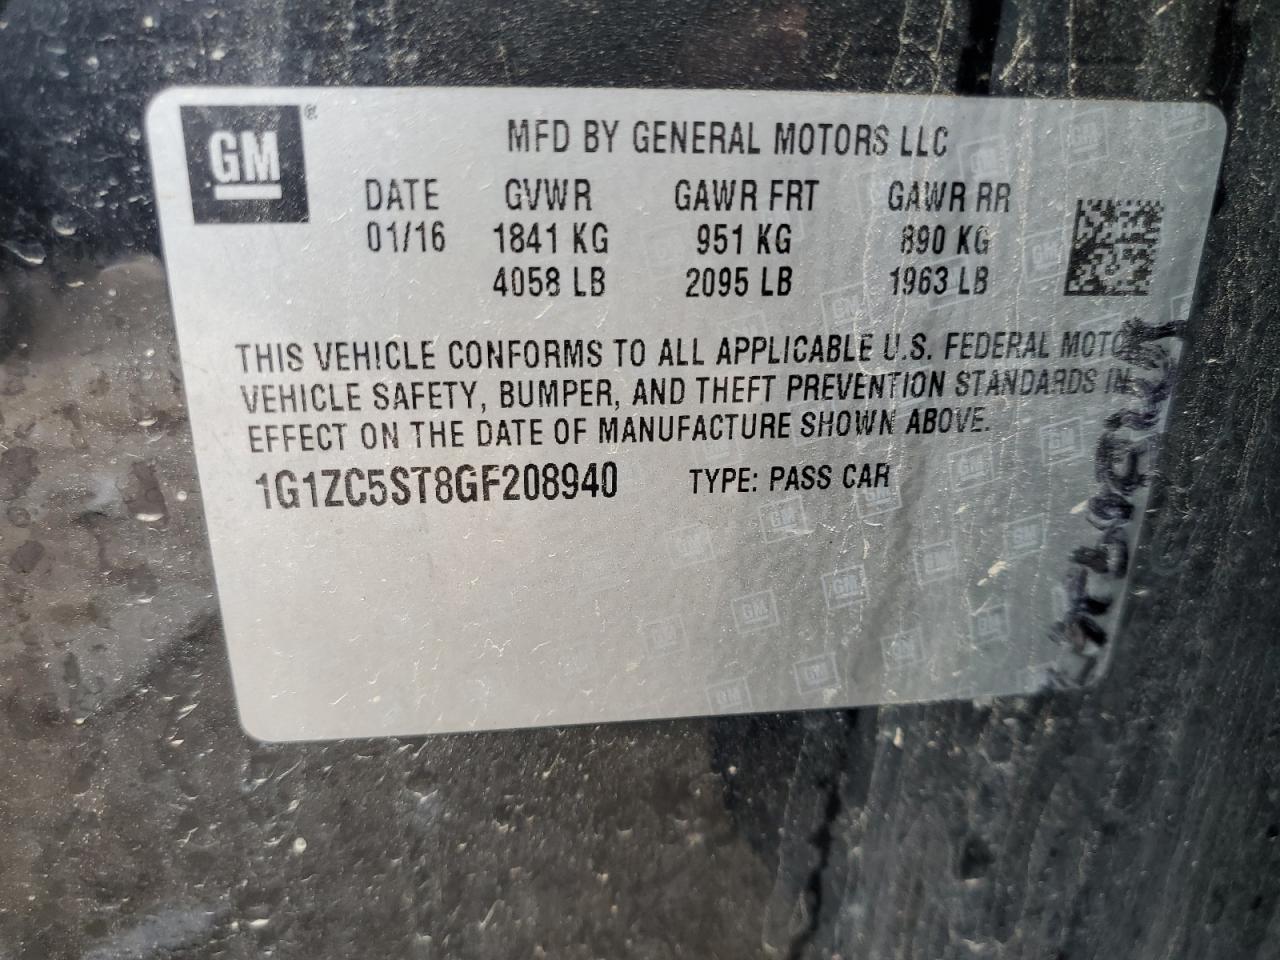 GM®
MFD BY GENERAL MOTORS LLC
DATE GVWR GAWR FRT GAWR RR
01/16 1841 KG 951 KG 890 KG
4058 LB 2095 LB 1963 LB
THIS VEHICLE CONFORMS TO ALL APPLICABLE U.S. FEDERAL MOTOR
VEHICLE SAFETY, BUMPER, AND THEFT PREVENTION STANDARDS IN
EFFECT ON THE DATE OF MANUFACTURE SHOWN ABOVE.
1G1ZC5ST8GF208940 TYPE: PASS CAR